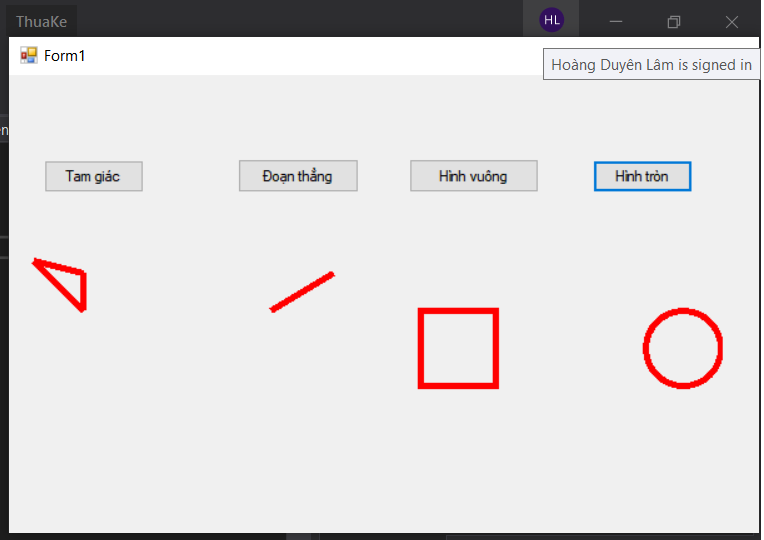 ThuaKe
HL
Form1
Hoàng Duyên Lâm is signed in
Tam giác
Đoạn thẳng
Hình vuông
Hình tròn